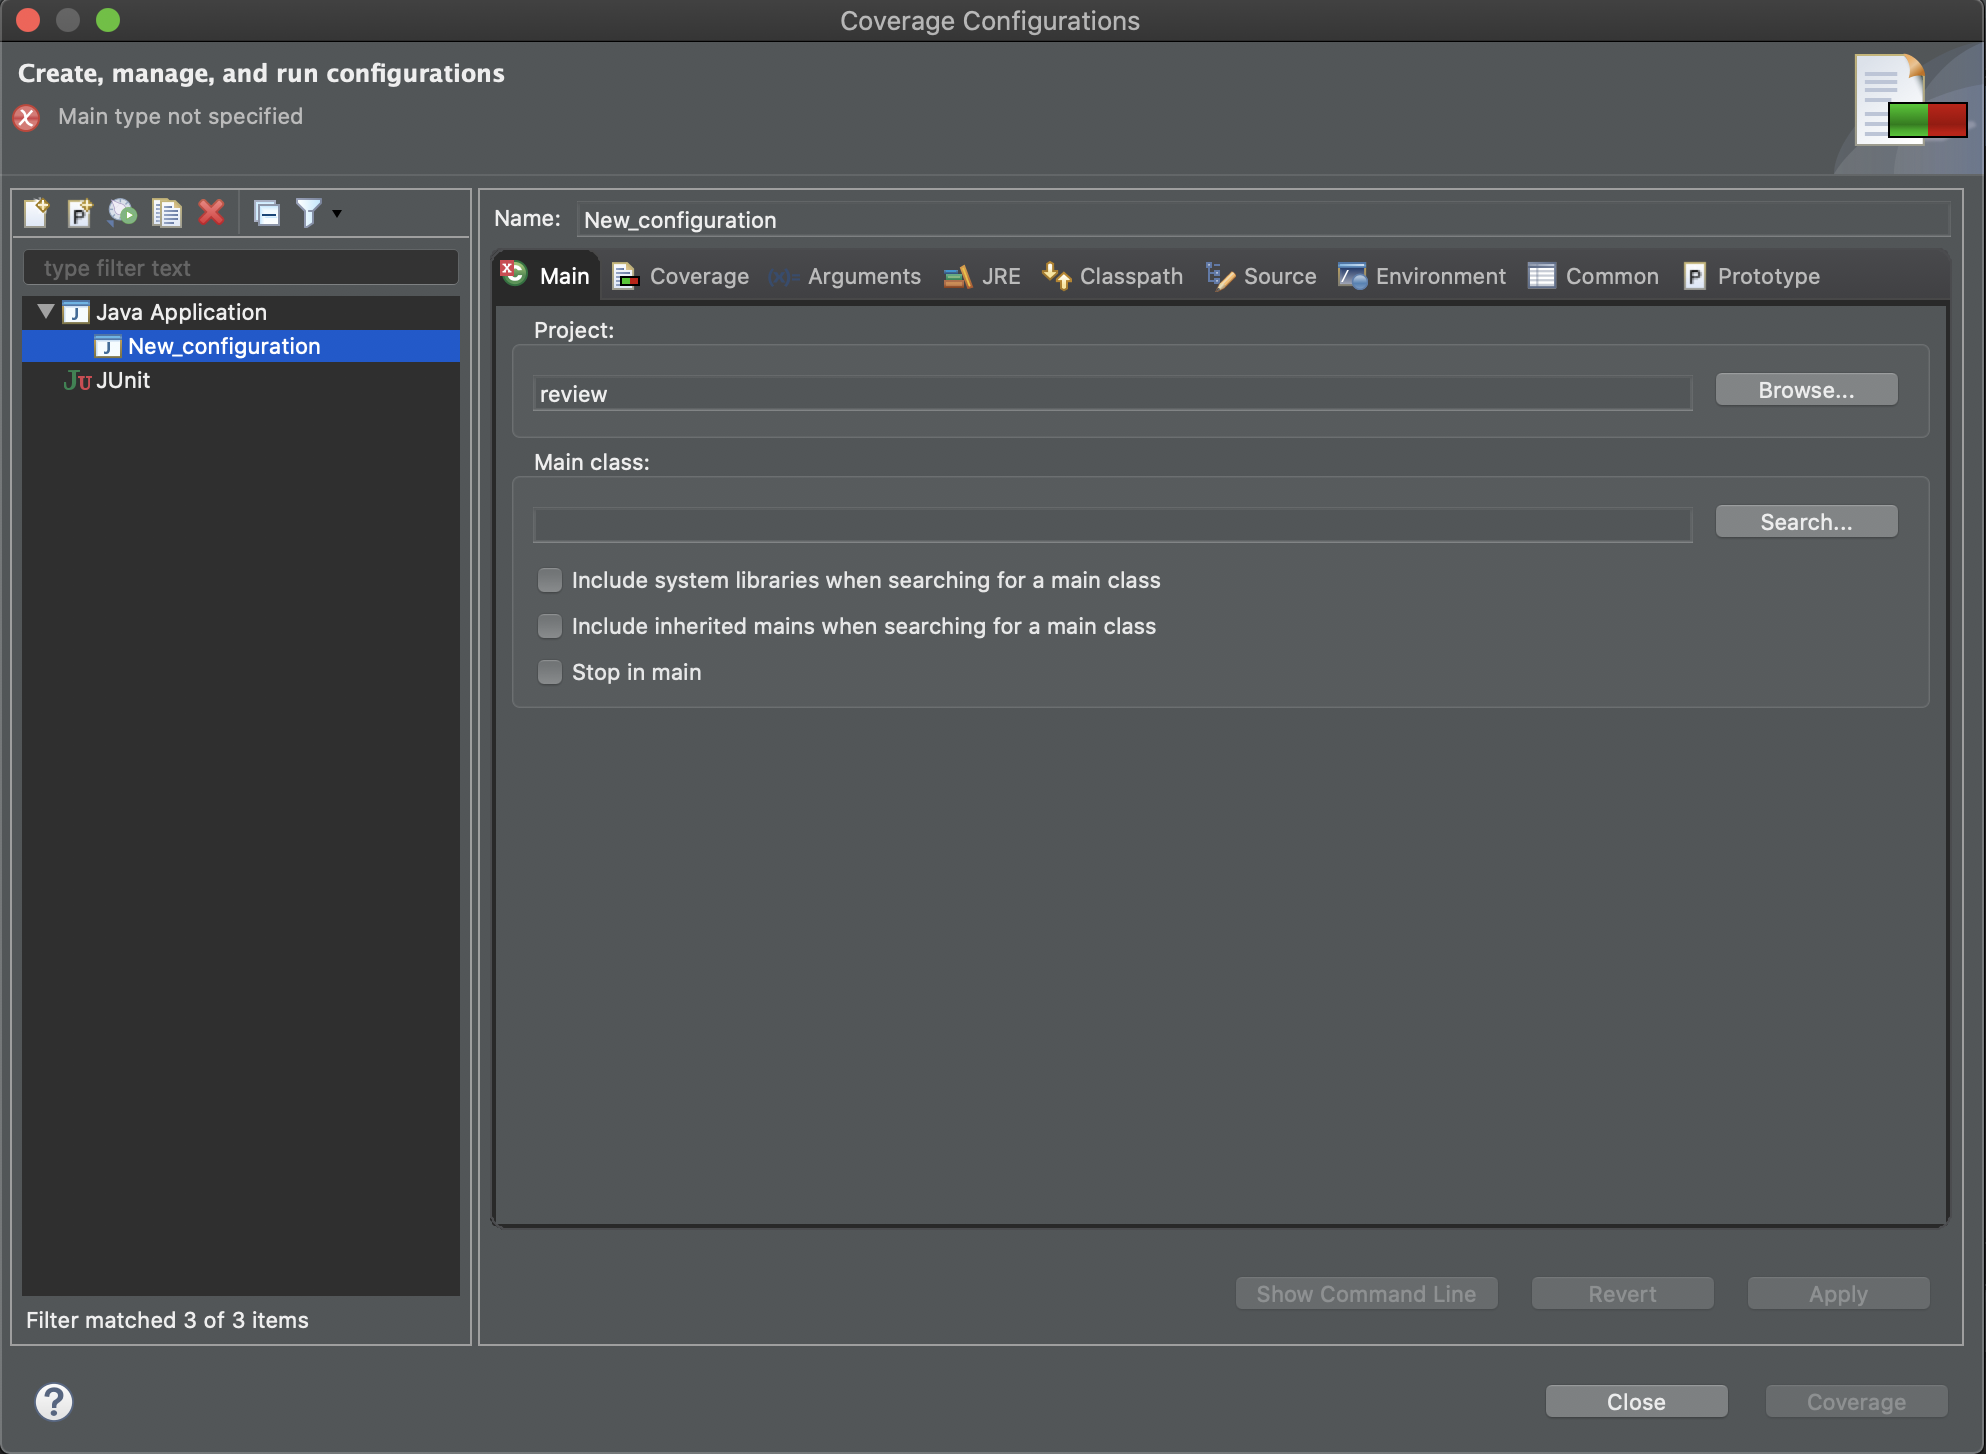 Coverage Configurations
Create, manage, and run configurations
Main type not specified
type filter text
Java Application
New_configuration
JUnit
Filter matched 3 of 3 items
Name: New_configuration
Main Coverage Arguments JRE Classpath Source Environment Common Prototype
Project:
review Browse...
Main class:
Search...
Include system libraries when searching for a main class
Include inherited mains when searching for a main class
Stop in main
Show Command Line Revert Apply
Close Coverage